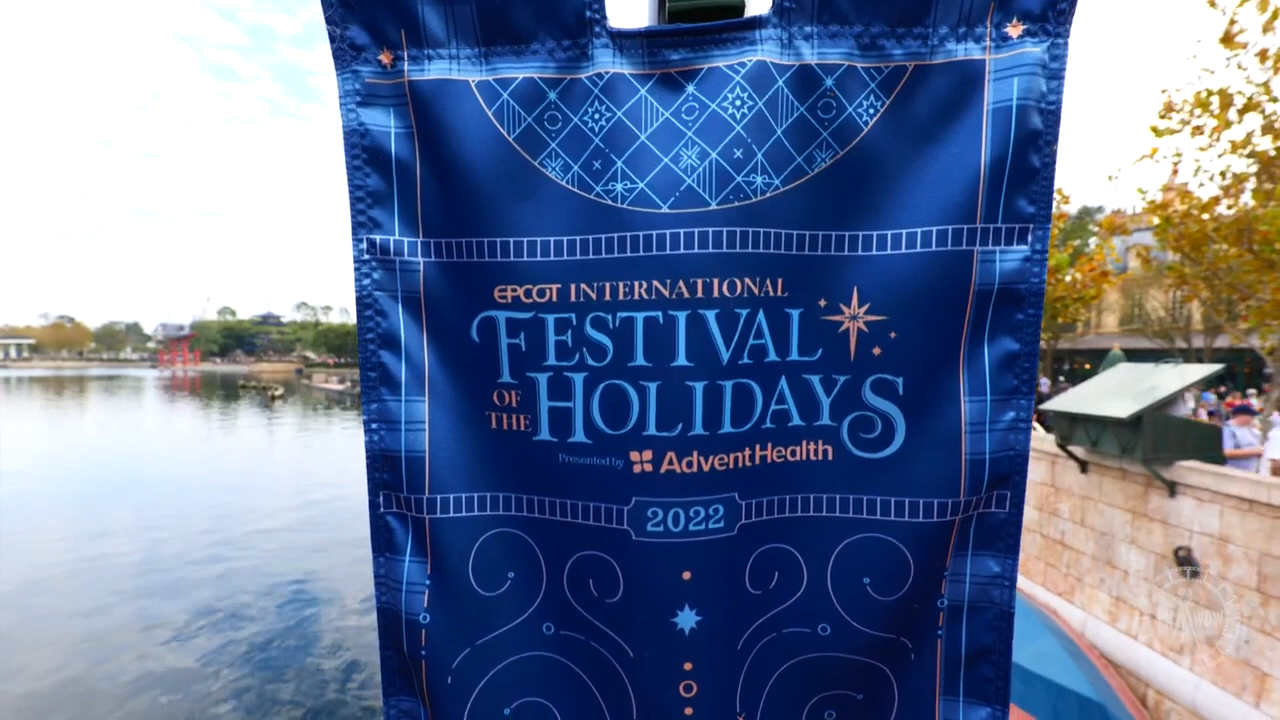 EPCOT INTERNATIONAL
FESTIVAL
OF THE HOLIDAYS
Presented by AdventHealth
2022